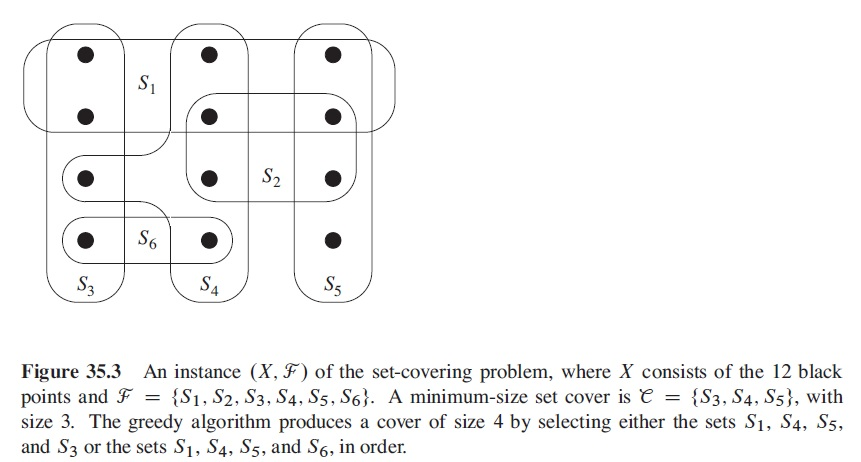 S1
S2
S6
S3 S4 S5
Figure 35.3 An instance (X, ℱ) of the set-covering problem, where X consists of the 12 black
points and ℱ = {S1, S2, S3, S4, S5, S6}. A minimum-size set cover is 𝒞 = {S3, S4, S5}, with
size 3. The greedy algorithm produces a cover of size 4 by selecting either the sets S1, S4, S5,
and S3 or the sets S1, S4, S5, and S6, in order.